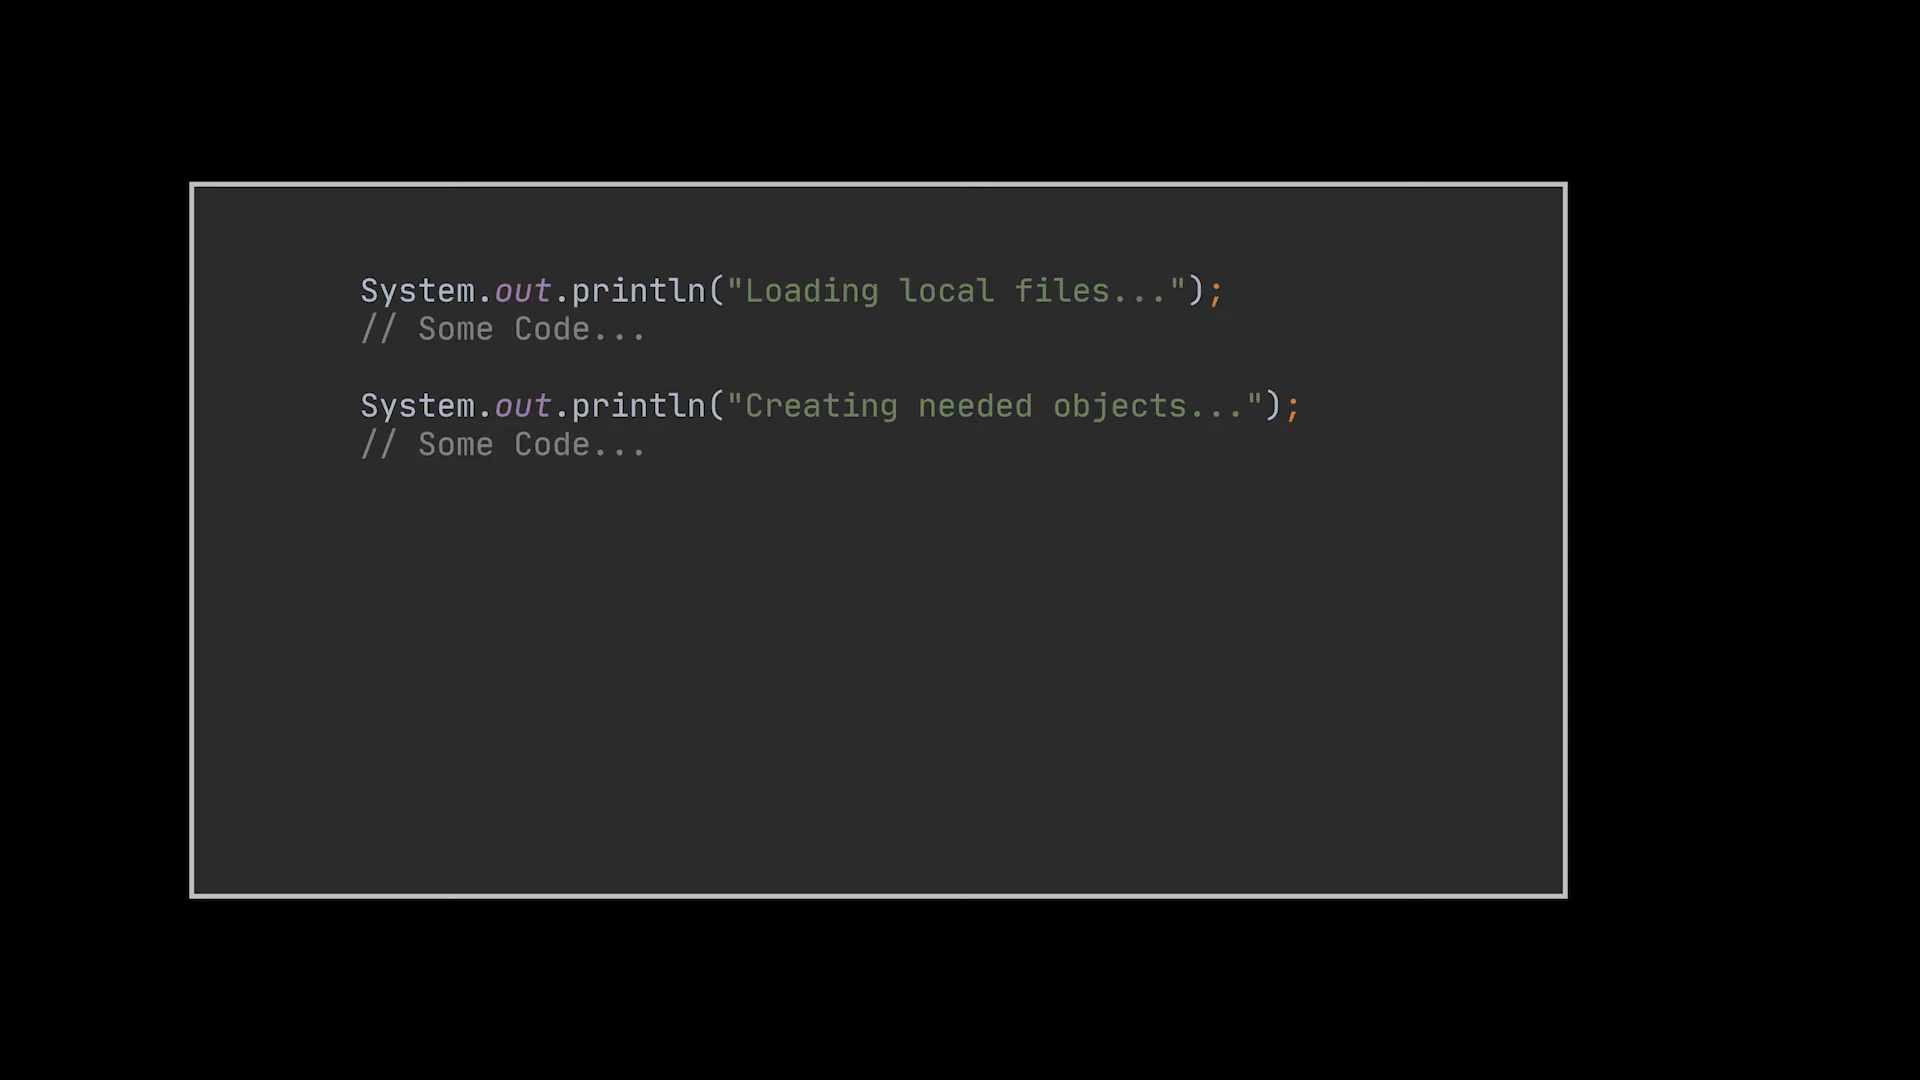 System.out.println("Loading local files...");
// Some Code...
System.out.println("Creating needed objects...");
// Some Code...